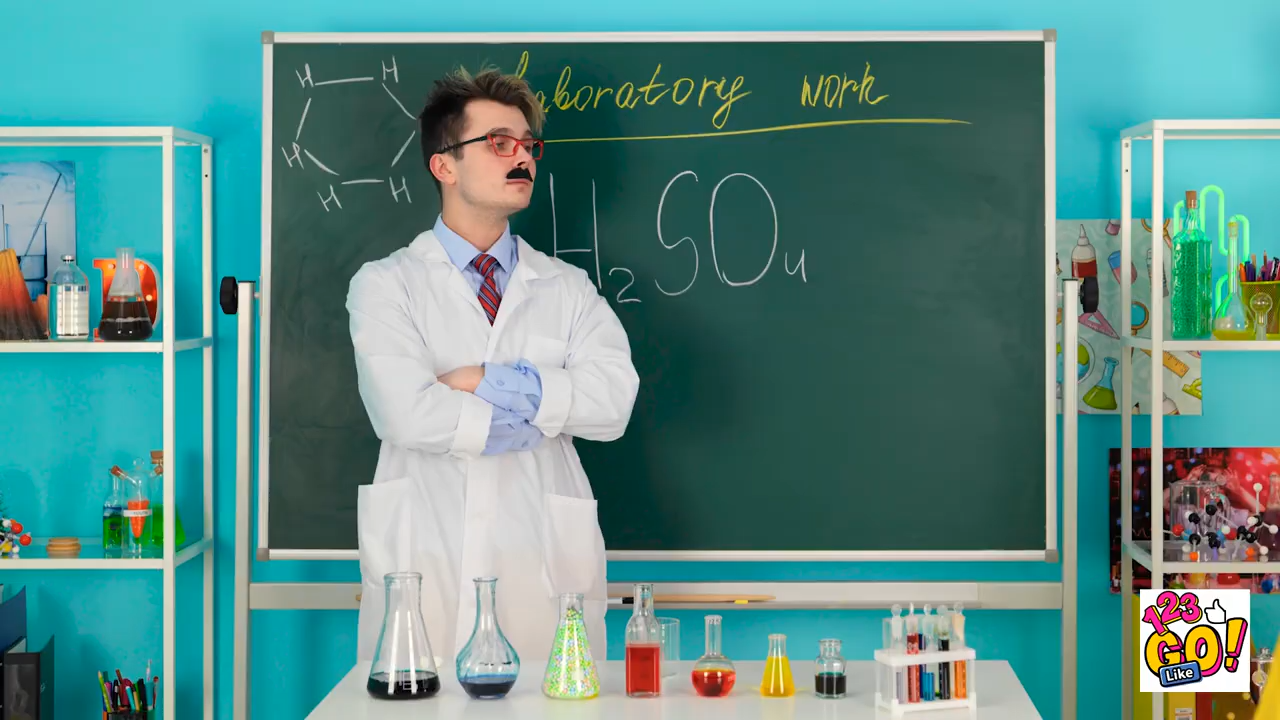 Laboratory work
H H
H
H H
H₂SO₄
123
GO!
Like